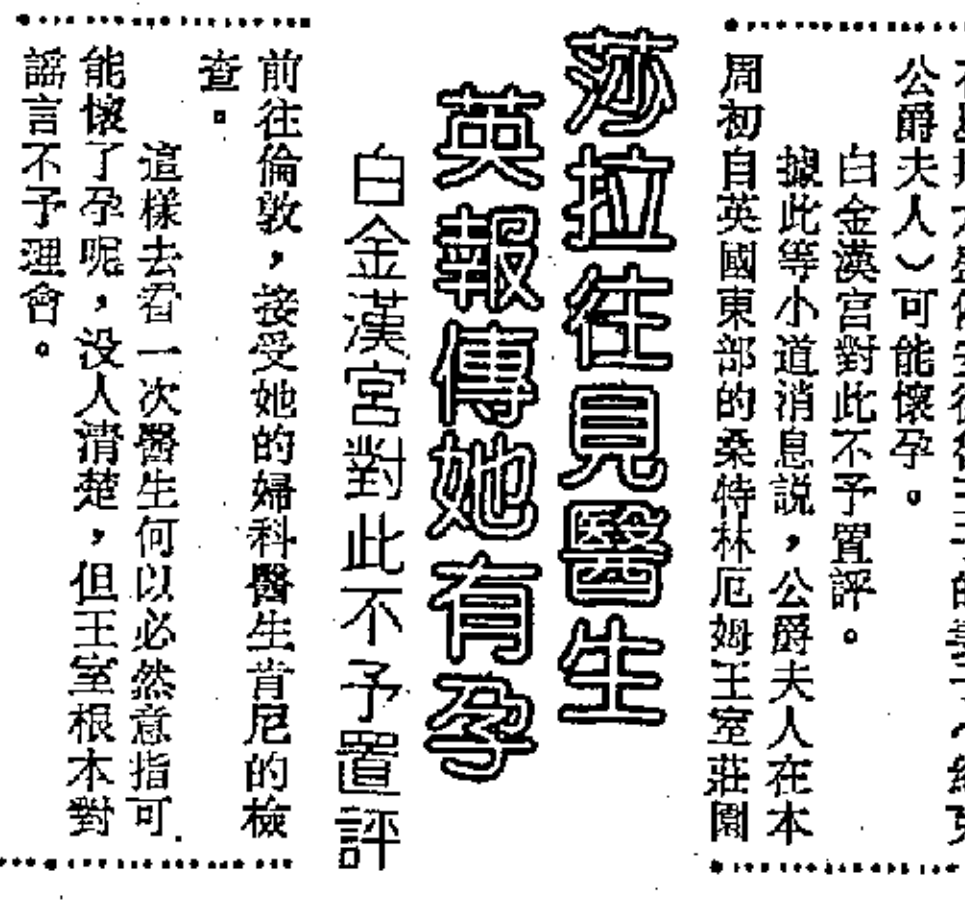 公爵夫人）可能懷孕。
白金漢宮對此不予置評。
據此等小道消息説，公爵夫人在本
周初自英國東部的桑特林厄姆王室莊園
莎拉往見醫生
英報傳她有孕
白金漢宮對此不予置評
前往倫敦，接受她的婦科醫生肯尼的檢
查。
這樣去看一次醫生何以必然意指可
能懷了孕呢，没人清楚，但王室根本對
謡言不予理會。